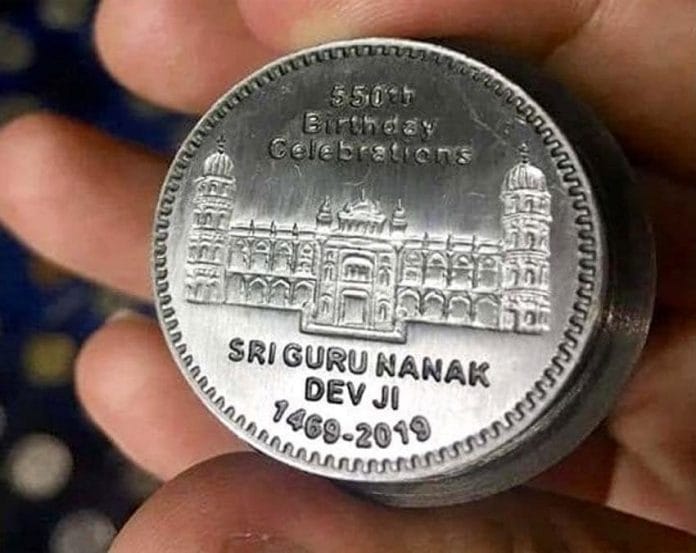 550th
Birthday
Celebrations
SRI GURU NANAK
DEV JI
1469-2019